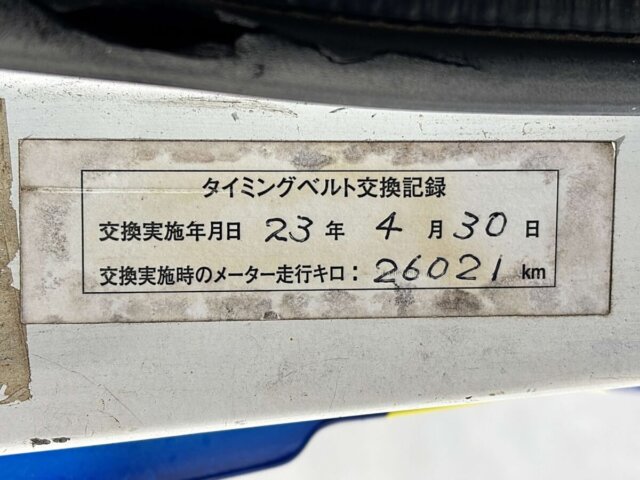 タイミングベルト交換記録
交換実施年月日 23 年 4 月 30 日
交換実施時のメーター走行キロ：26021 km